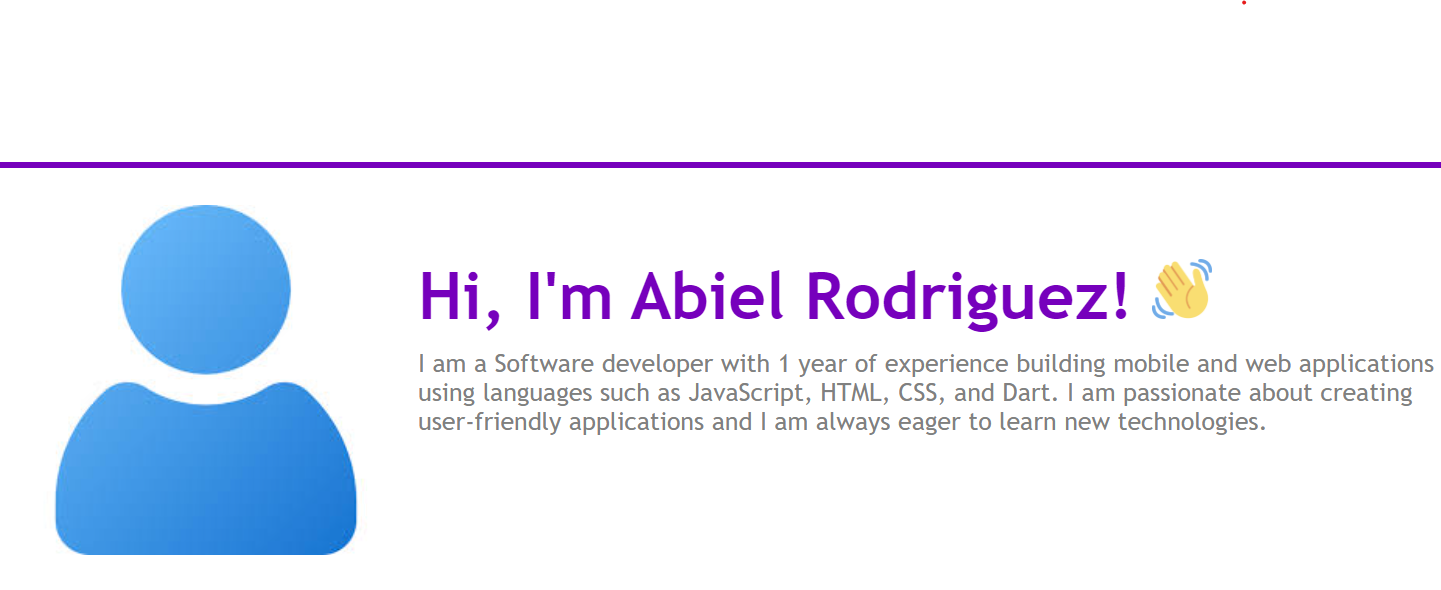 Hi, I'm Abiel Rodriguez! 👋
I am a Software developer with 1 year of experience building mobile and web applications
using languages such as JavaScript, HTML, CSS, and Dart. I am passionate about creating
user-friendly applications and I am always eager to learn new technologies.